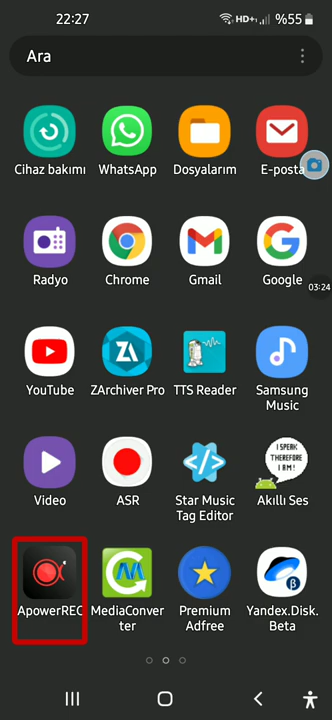 22:27
HD+
%55
Ara
Cihaz bakımı
WhatsApp
Dosyalarım
E-posta
Radyo
Chrome
Gmail
Google
03:24
YouTube
ZArchiver Pro
TTS Reader
Samsung
Music
Video
ASR
Star Music
Tag Editor
I SPEAK
THEREFORE
I AM!
Akıllı Ses
ApowerREC
MediaConver
ter
Premium
Adfree
β
Yandex.Disk.
Beta